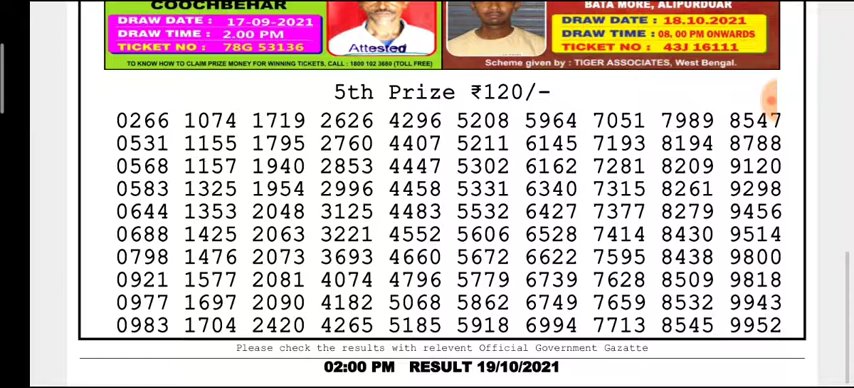 COOCHBEHAR
DRAW DATE : 17-09-2021
DRAW TIME : 2.00 PM
TICKET NO : 78G 53136
Attested
BATA MORE, ALIPURDUAR
DRAW DATE : 18.10.2021
DRAW TIME : 08. 00 PM ONWARDS
TICKET NO : 43J 16111
TO KNOW HOW TO CLAIM PRIZE MONEY FOR WINNING TICKETS, CALL : 1800 102 3680 (TOLL FREE)
Scheme given by : TIGER ASSOCIATES, West Bengal.
5th Prize ₹120/-
0266 1074 1719 2626 4296 5208 5964 7051 7989 8547
0531 1155 1795 2760 4407 5211 6145 7193 8194 8788
0568 1157 1940 2853 4447 5302 6162 7281 8209 9120
0583 1325 1954 2996 4458 5331 6340 7315 8261 9298
0644 1353 2048 3125 4483 5532 6427 7377 8279 9456
0688 1425 2063 3221 4552 5606 6528 7414 8430 9514
0798 1476 2073 3693 4660 5672 6622 7595 8438 9800
0921 1577 2081 4074 4796 5779 6739 7628 8509 9818
0977 1697 2090 4182 5068 5862 6749 7659 8532 9943
0983 1704 2420 4265 5185 5918 6994 7713 8545 9952
Please check the results with relevent Official Government Gazatte
02:00 PM RESULT 19/10/2021